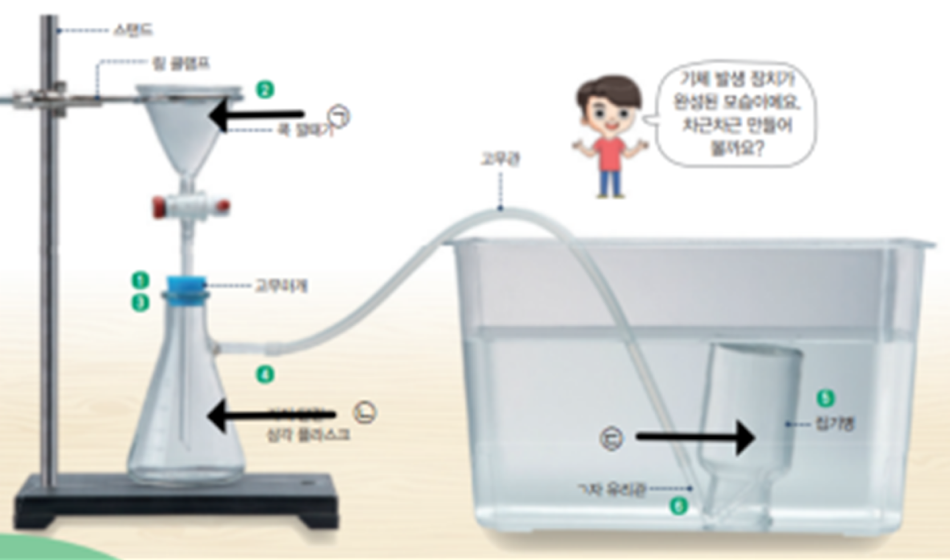 스탠드
링 클램프
2
㉠
콕 깔때기
기체 발생 장치가
완성된 모습이에요.
차근차근 만들어
볼까요?
고무관
1
고무마개
3
4
㉡
삼각 플라스크
5
집기병
㉢
ㄱ자 유리관
6